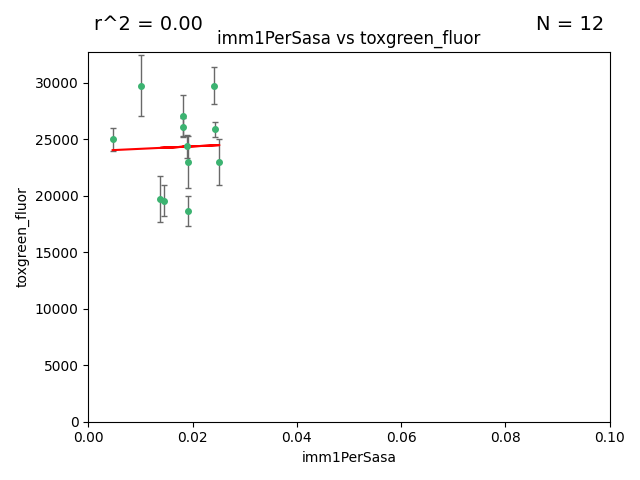 r^2 = 0.00
N = 12
imm1PerSasa vs toxgreen_fluor
toxgreen_fluor
30000
25000
20000
15000
10000
5000
0
0.00
0.02
0.04
0.06
0.08
0.10
imm1PerSasa